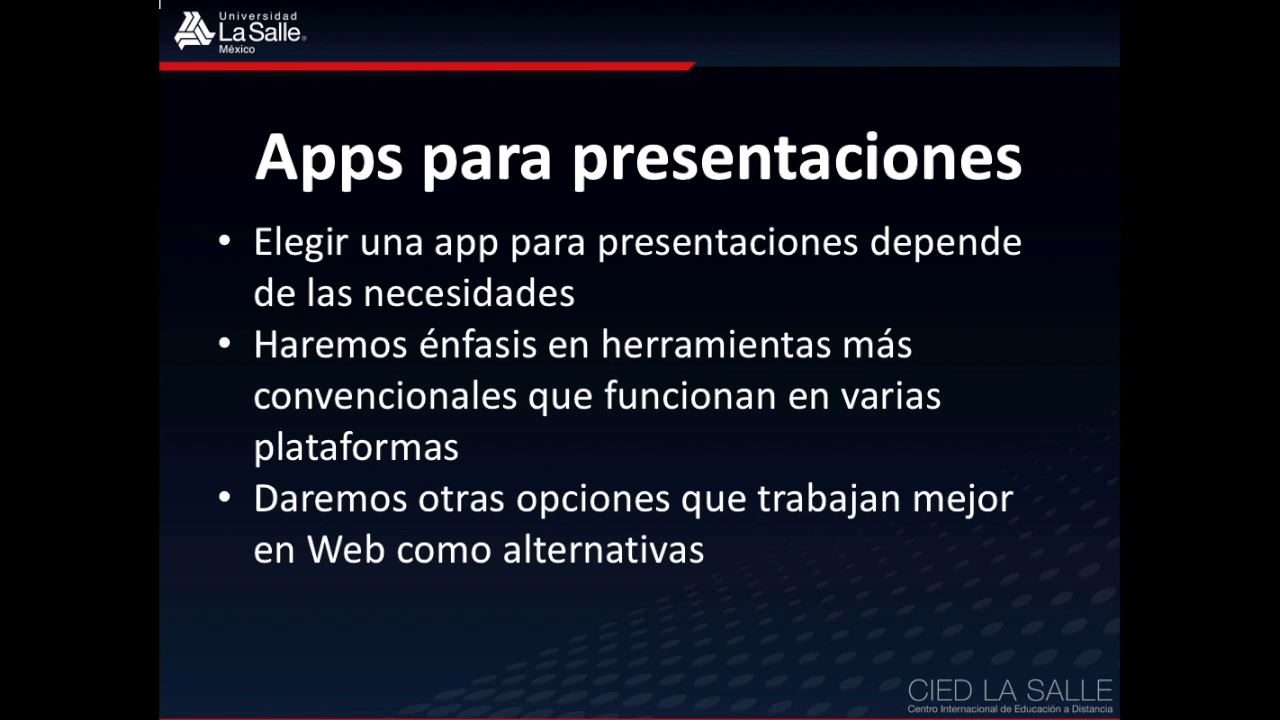 Universidad
La Salle®
México
Apps para presentaciones
• Elegir una app para presentaciones depende
de las necesidades
• Haremos énfasis en herramientas más
convencionales que funcionan en varias
plataformas
• Daremos otras opciones que trabajan mejor
en Web como alternativas
CIED LA SALLE
Centro Internacional de Educación a Distancia